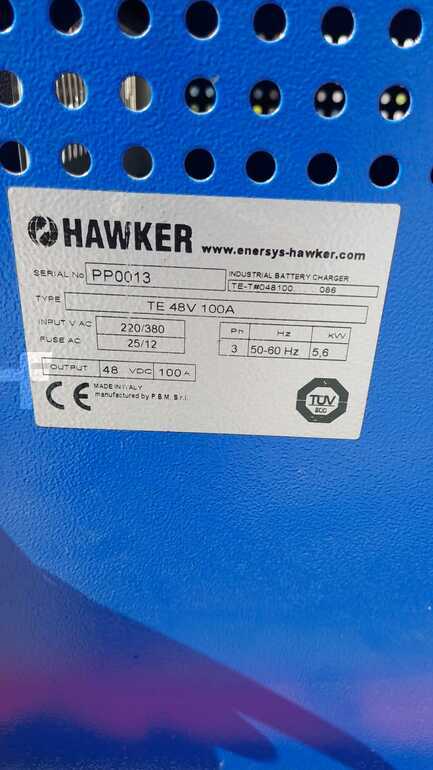 HAWKER www.enersys-hawker.com
SERIAL No PP0013 INDUSTRIAL BATTERY CHARGER
TE-T#048100 086
TYPE TE 48V 100A
INPUT V AC 220/380 Ph Hz KW
FUSE AC 25/12 3 50-60 Hz 5,6
OUTPUT 48 VDC 100 A
CE MADE IN ITALY
manufactured by P.B.M. S.r.l.
TÜV
ECO